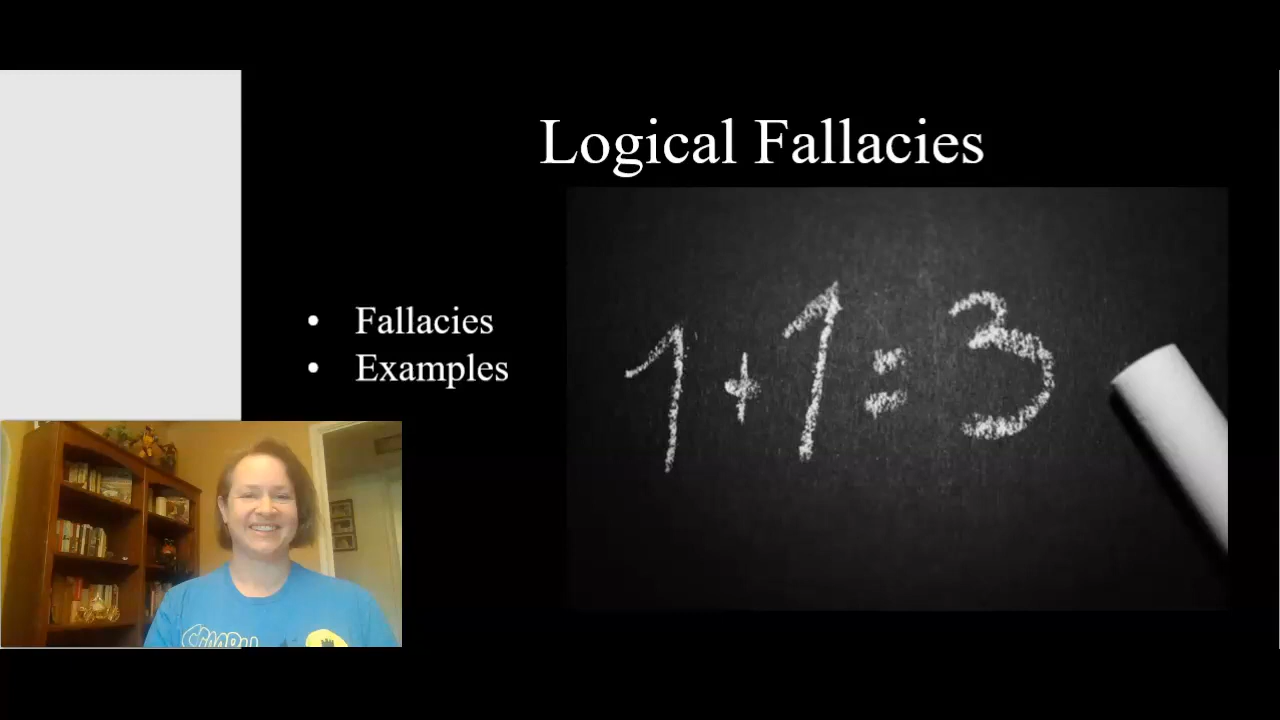 Logical Fallacies
• Fallacies
• Examples
1+1=3